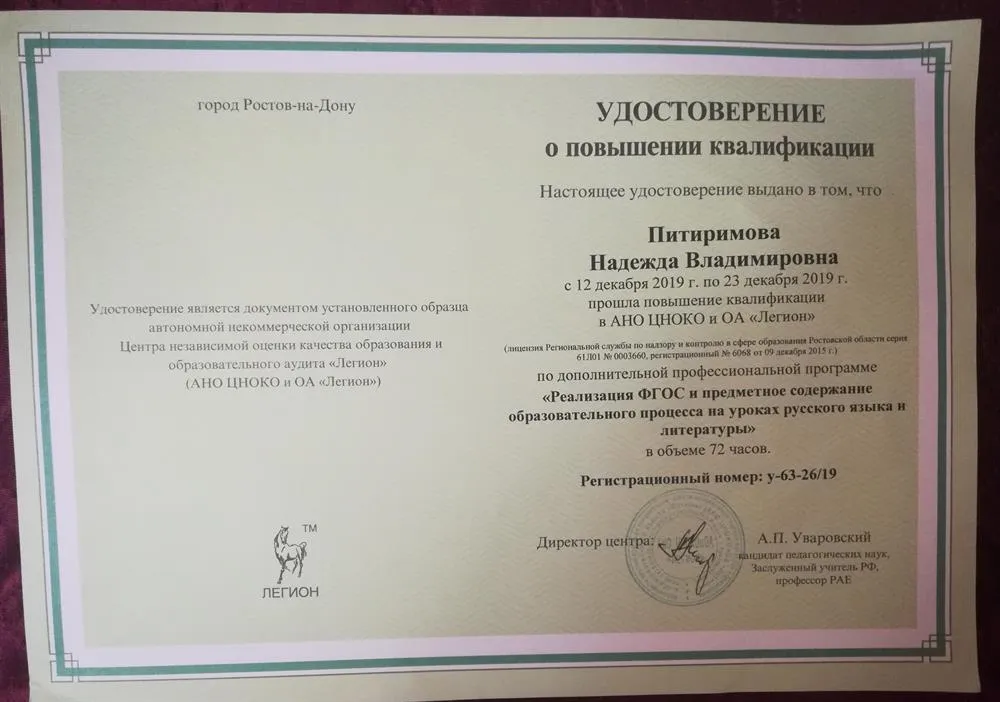 город Ростов-на-Дону
Удостоверение является документом установленного образца
автономной некоммерческой организации
Центра независимой оценки качества образования и
образовательного аудита «Легион»
(АНО ЦНОКО и ОА «Легион»)
ТМ
ЛЕГИОН
УДОСТОВЕРЕНИЕ
о повышении квалификации
Настоящее удостоверение выдано в том, что
Питиримова
Надежда Владимировна
с 12 декабря 2019 г. по 23 декабря 2019 г.
прошла повышение квалификации
в АНО ЦНОКО и ОА «Легион»
(лицензия Региональной службы по надзору и контролю в сфере образования Ростовской области серия
61Л01 № 0003660, регистрационный № 6068 от 09 декабря 2015 г.)
по дополнительной профессиональной программе
«Реализация ФГОС и предметное содержание
образовательного процесса на уроках русского языка и
литературы»
в объеме 72 часов.
Регистрационный номер: у-63-26/19
Директор центра:
А.П. Уваровский
кандидат педагогических наук,
Заслуженный учитель РФ,
профессор РАЕ